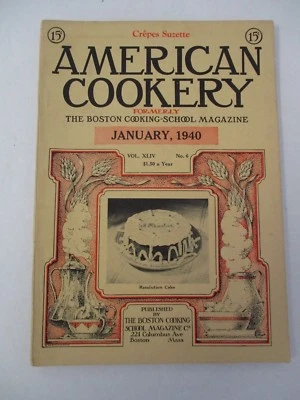 15¢ Crêpes Suzette 15¢
AMERICAN
COOKERY
FORMERLY
THE BOSTON COOKING-SCHOOL MAGAZINE
JANUARY, 1940
VOL. XLIV No. 6
$1.50 a Year
Resolution Cake
PUBLISHED
BY
THE BOSTON COOKING-
SCHOOL MAGAZINE Co
221 Columbus Ave
Boston Mass